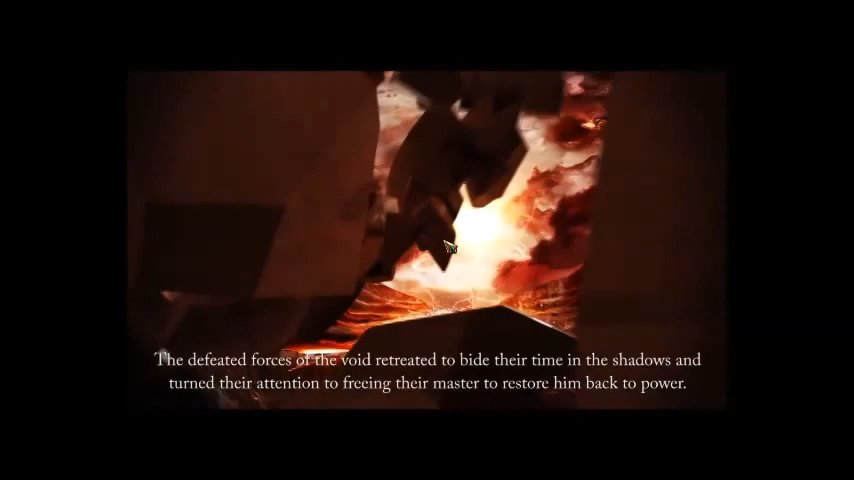 The defeated forces of the void retreated to bide their time in the shadows and
turned their attention to freeing their master to restore him back to power.